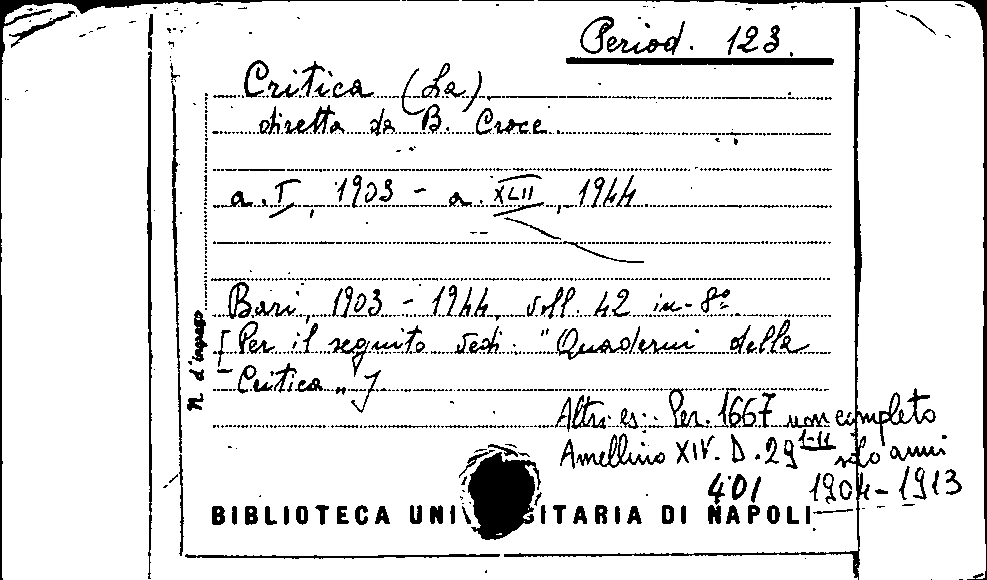 Period. 123.
Critica (La).
diretta da B. Croce.
a. I, 1903 - a. XLII, 1944.
Bari, 1903 - 1944, voll. 42 in-8º.
[Per il seguito vedi: "Quaderni della
Critica"]
N. d'ingresso
Altri es.: Per. 1667 non completo
Amellino XIV. D. 29 1-11 solo anni
401 1904-1913
BIBLIOTECA UNI SITARIA DI NAPOLI